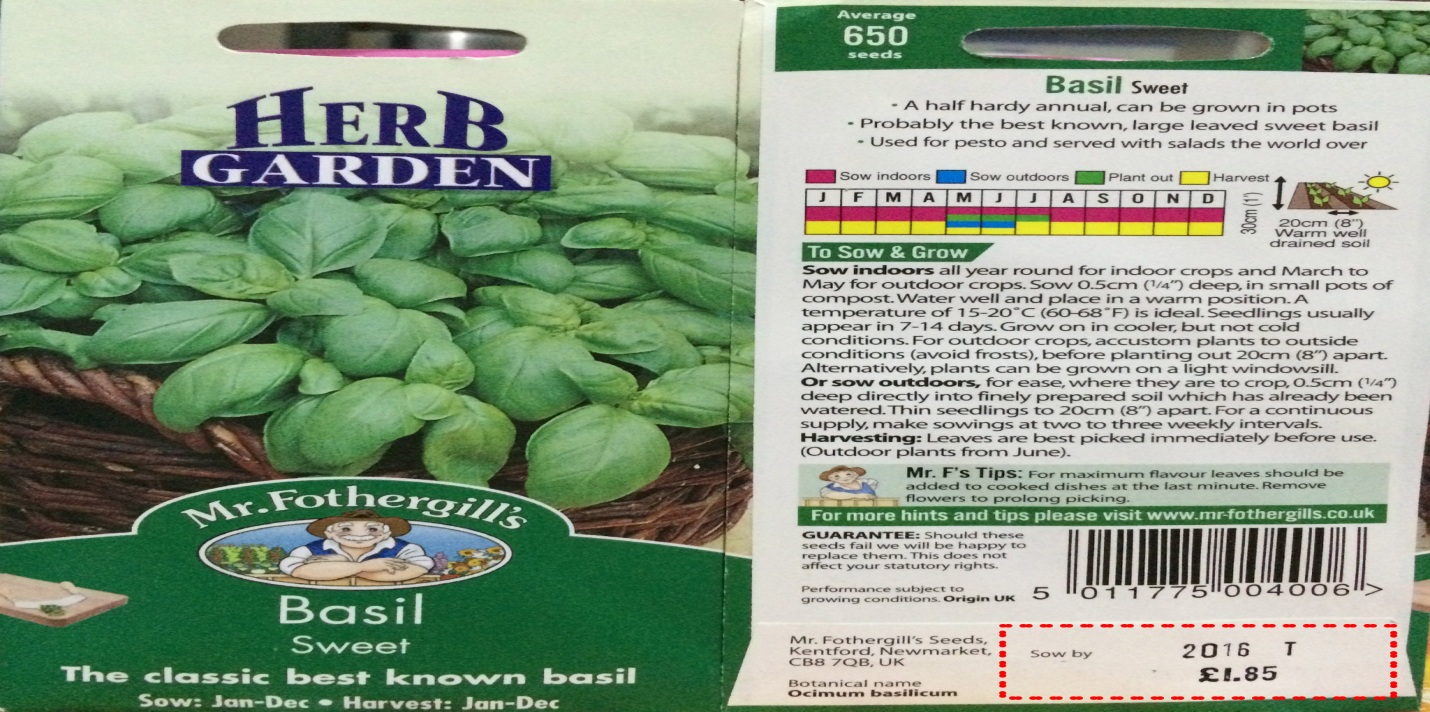 HERB
GARDEN
Mr. Fothergill's
Basil
Sweet
The classic best known basil
Sow: Jan-Dec • Harvest: Jan-Dec
Average
650
seeds
Basil Sweet
• A half hardy annual, can be grown in pots
• Probably the best known, large leaved sweet basil
• Used for pesto and served with salads the world over
Sow indoors Sow outdoors Plant out Harvest
J F M A M J J A S O N D
30cm (1')
20cm (8")
Warm well
drained soil
To Sow & Grow
Sow indoors all year round for indoor crops and March to
May for outdoor crops. Sow 0.5cm (1/4") deep, in small pots of
compost. Water well and place in a warm position. A
temperature of 15-20˚C (60-68˚F) is ideal. Seedlings usually
appear in 7-14 days. Grow on in cooler, but not cold
conditions. For outdoor crops, accustom plants to outside
conditions (avoid frosts), before planting out 20cm (8") apart.
Alternatively, plants can be grown on a light windowsill.
Or sow outdoors, for ease, where they are to crop, 0.5cm (1/4")
deep directly into finely prepared soil which has already been
watered. Thin seedlings to 20cm (8") apart. For a continuous
supply, make sowings at two to three weekly intervals.
Harvesting: Leaves are best picked immediately before use.
(Outdoor plants from June).
Mr. F's Tips: For maximum flavour leaves should be
added to cooked dishes at the last minute. Remove
flowers to prolong picking.
For more hints and tips please visit www.mr-fothergills.co.uk
GUARANTEE: Should these
seeds fail we will be happy to
replace them. This does not
affect your statutory rights.
Performance subject to
growing conditions. Origin UK
5 011775 004006 >
Mr. Fothergill's Seeds,
Kentford, Newmarket,
CB8 7QB, UK
Botanical name
Ocimum basilicum
Sow by 2016 T
£1.85